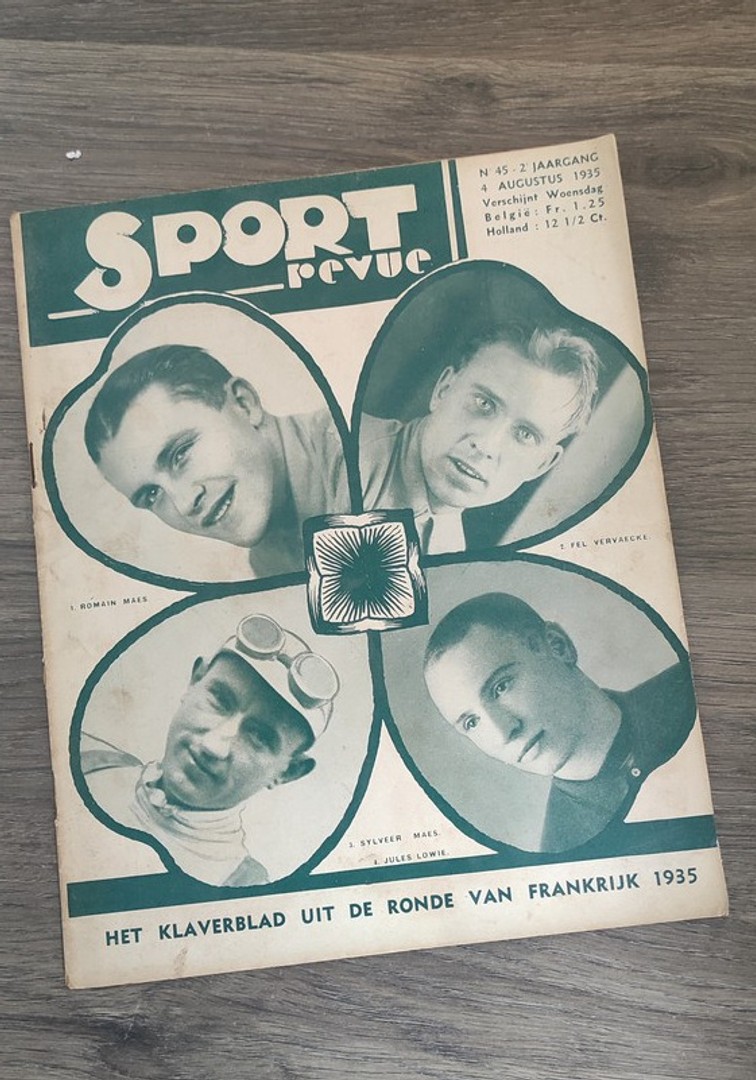 SPORT
revue
N 45 - 2 JAARGANG
4 AUGUSTUS 1935
Verschijnt Woensdag
België : Fr. 1.25
Holland : 12 1/2 Ct.
2. FEL VERVAECKE.
1. ROMAIN MAES.
3. SYLVEER MAES.
4. JULES LOWIE.
HET KLAVERBLAD UIT DE RONDE VAN FRANKRIJK 1935